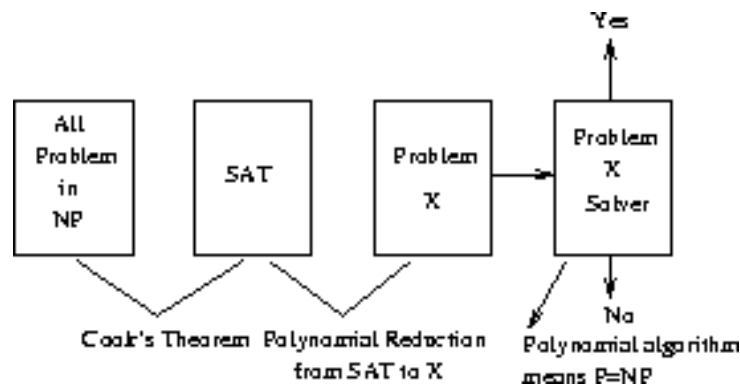 Yes
All
Problem
in
NP
SAT
Problem
X
Problem
X
Solver
No
Cook's Theorem
Polynomial Reduction
from SAT to X
Polynomial algorithm
means P=NP